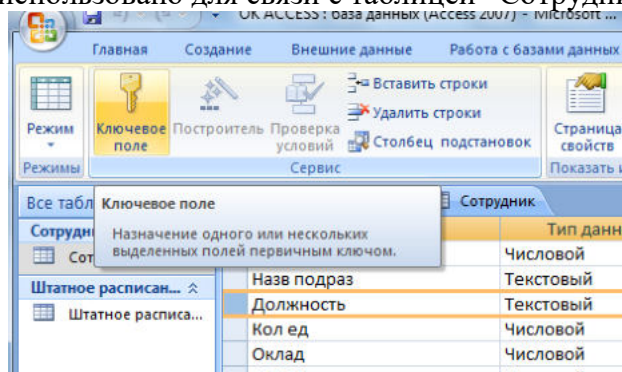 использовано для связи с таблицей "Сотрудни
OK ACCESS : база данных (Access 2007) - Microsoft ...
Главная Создание Внешние данные Работа с базами данных
Режим
Ключевое поле
Построитель
Проверка условий
Вставить строки
Удалить строки
Столбец подстановок
Страница свойств
Режимы Сервис Показать и
Все табл Сотрудник
Ключевое поле
Назначение одного или нескольких
выделенных полей первичным ключом.
Сотрудн Тип данн
Сот Числовой
Штатное расписан... Назв подраз Текстовый
Штатное расписа... Должность Текстовый
Кол ед Числовой
Оклад Числовой